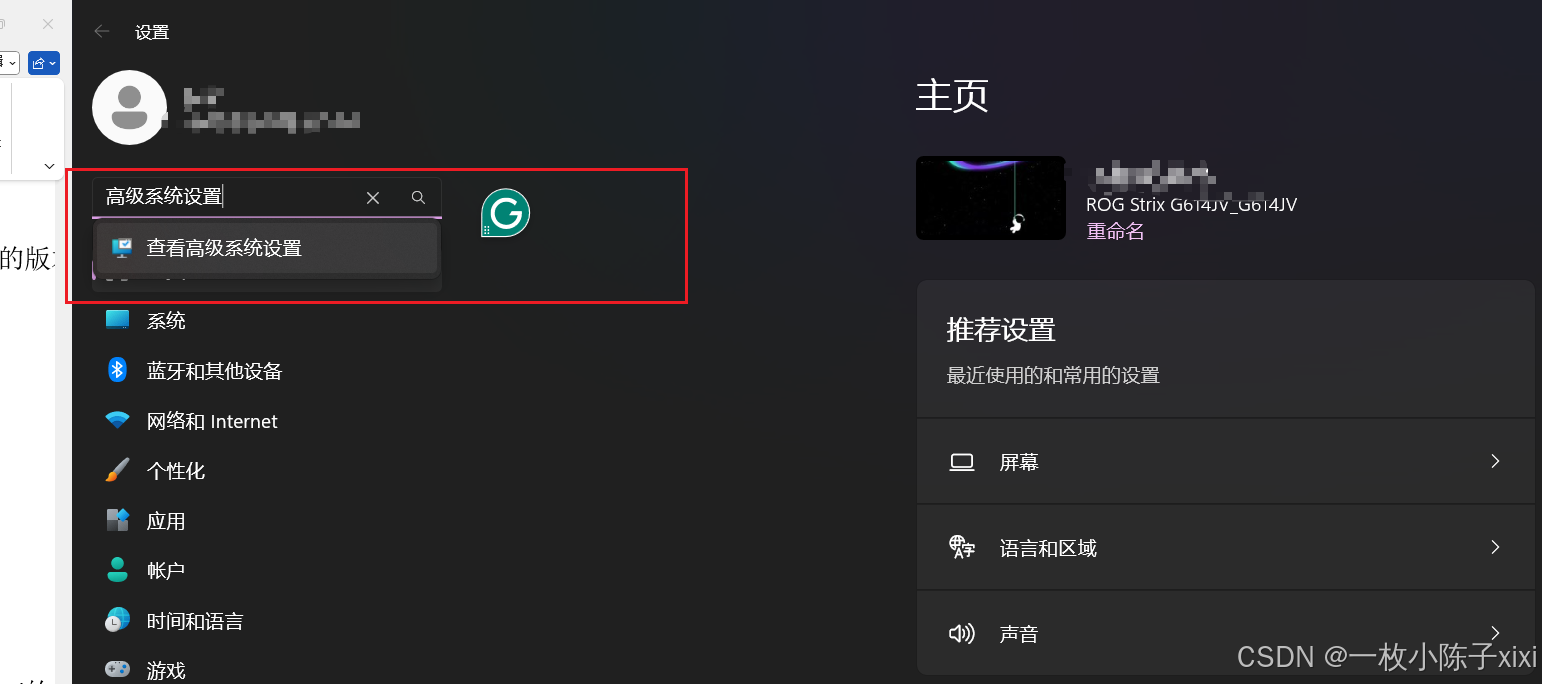 设置
高级系统设置
查看高级系统设置
系统
蓝牙和其他设备
网络和 Internet
个性化
应用
帐户
时间和语言
游戏
主页
ROG Strix G614JV_G614JV
重命名
推荐设置
最近使用的和常用的设置
屏幕
语言和区域
声音
的版
CSDN @一枚小陈子xixi